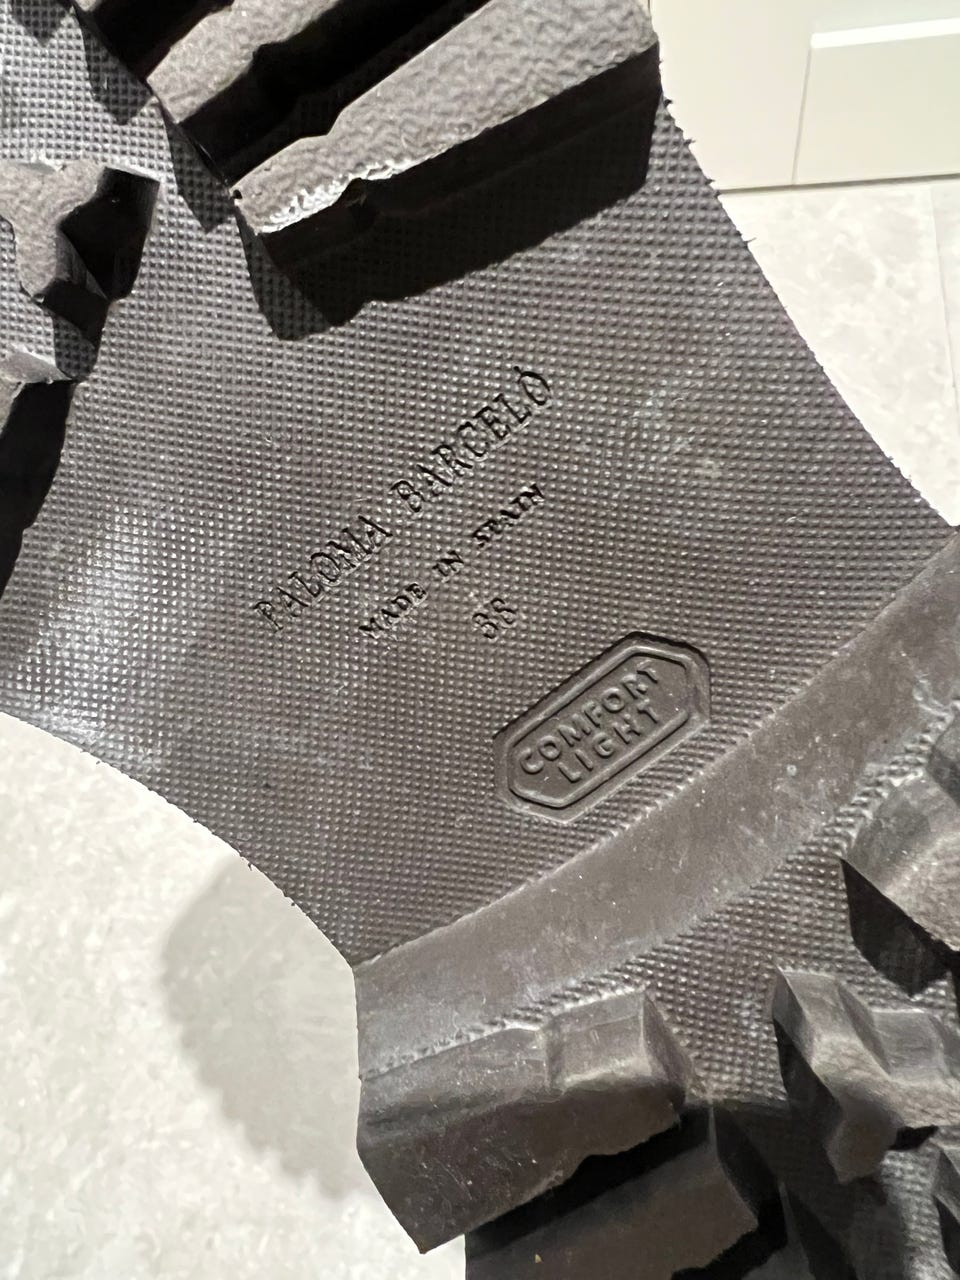 PALOMA BARCELÓ
MADE IN SPAIN
38
COMFORT
LIGHT